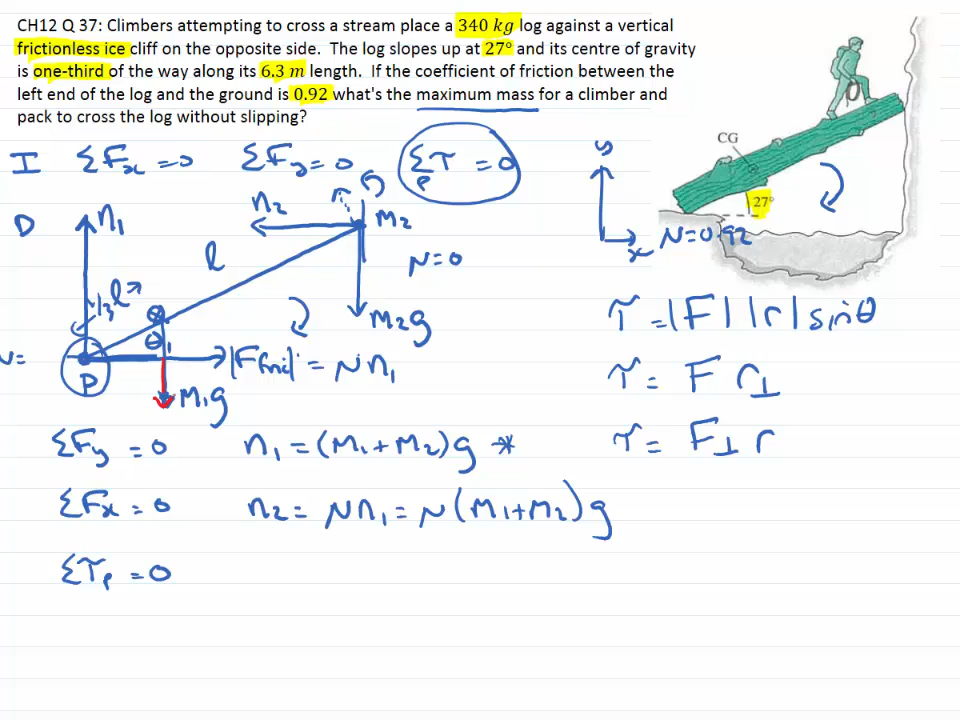 CH12 Q 37: Climbers attempting to cross a stream place a 340 kg log against a vertical
frictionless ice cliff on the opposite side. The log slopes up at 27° and its centre of gravity
is one-third of the way along its 6.3 m length. If the coefficient of friction between the
left end of the log and the ground is 0.92 what's the maximum mass for a climber and
pack to cross the log without slipping?
CG
27°
I ΣFx = 0 ΣFy = 0 Στ = 0
P
y
x
μ = 0.92
D n1 n2 m2
l μ = 0
1/3 l
m2g
θ
θ1
μ =
P
|Ffric| = μn1
m1g
τ = |F||r| sinθ
τ = F r⊥
τ = F⊥ r
ΣFy = 0 n1 = (m1+m2)g *
ΣFx = 0 n2 = μn1 = μ(m1+m2)g
ΣτP = 0